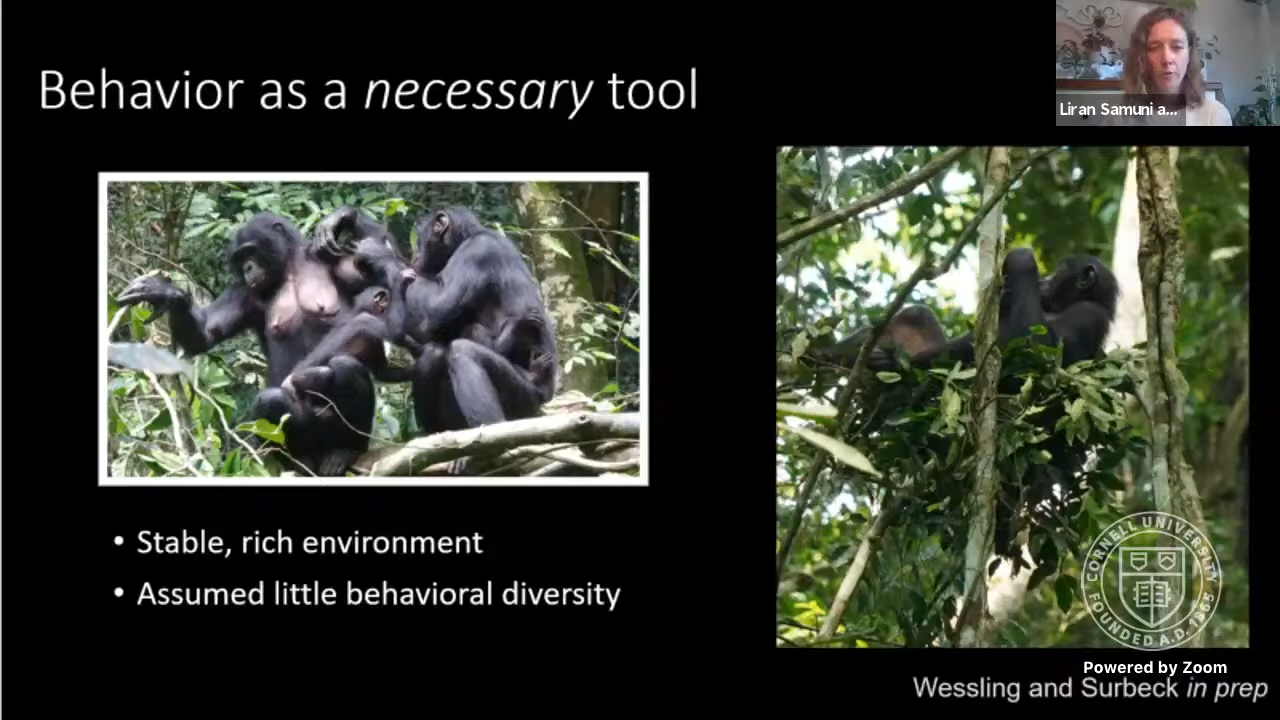 Behavior as a necessary tool
Liran Samuni a...
• Stable, rich environment
• Assumed little behavioral diversity
CORNELL UNIVERSITY
FOUNDED A.D. 1865
Powered by Zoom
Wessling and Surbeck in prep